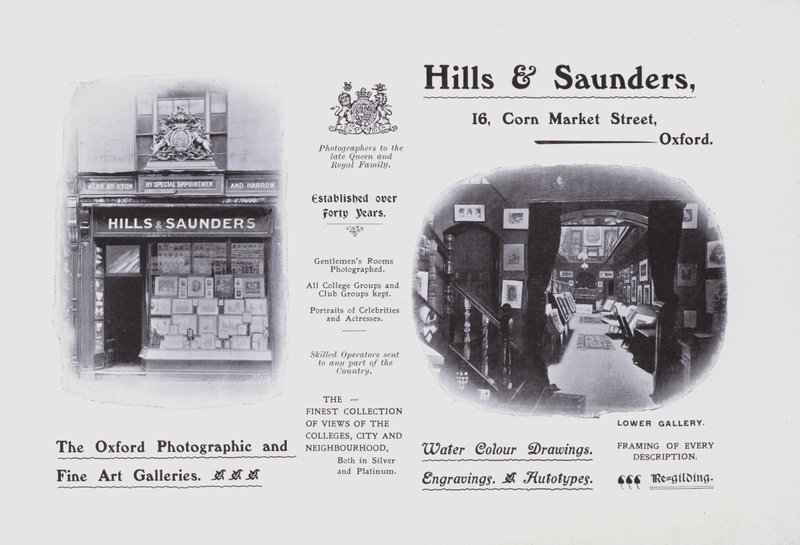 ALSO AT ETON
BY SPECIAL APPOINTMENT
AND HARROW
HILLS & SAUNDERS
The Oxford Photographic and
Fine Art Galleries.
Photographers to the
late Queen and
Royal Family.
Established over
Forty Years.
Gentlemen's Rooms
Photographed.
All College Groups and
Club Groups kept.
Portraits of Celebrities
and Actresses.
Skilled Operators sent
to any part of the
Country.
THE —
FINEST COLLECTION
OF VIEWS OF THE
COLLEGES, CITY AND
NEIGHBOURHOOD,
Both in Silver
and Platinum.
Hills & Saunders,
16, Corn Market Street,
Oxford.
LOWER GALLERY.
Water Colour Drawings.
Engravings. Autotypes.
FRAMING OF EVERY
DESCRIPTION.
Re=gilding.